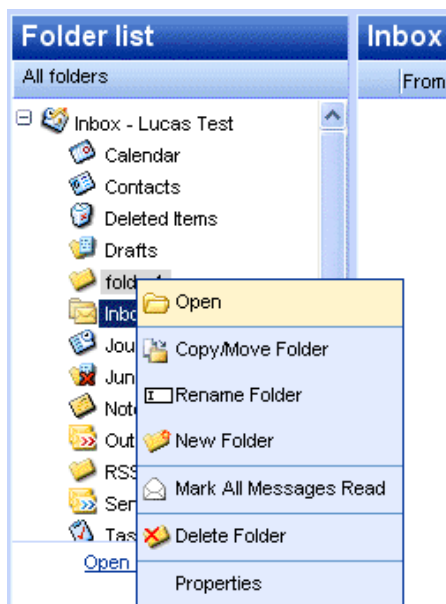 Folder list
Inbox
All folders
From
Inbox - Lucas Test
Calendar
Contacts
Deleted Items
Drafts
Open
Copy/Move Folder
Rename Folder
New Folder
Mark All Messages Read
RSS
Delete Folder
Open
Properties